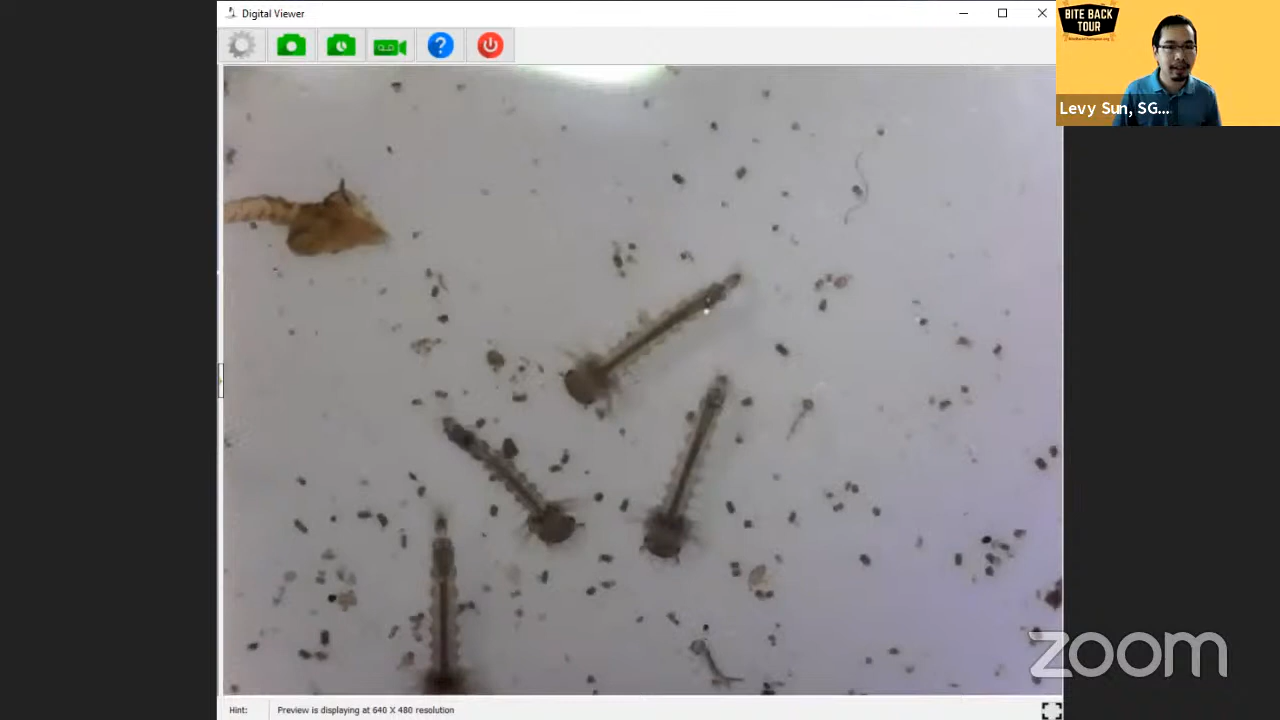 Digital Viewer
BITE BACK
TOUR
Levy Sun, SG...
zoom
Hint:
Preview is displaying at 640 X 480 resolution